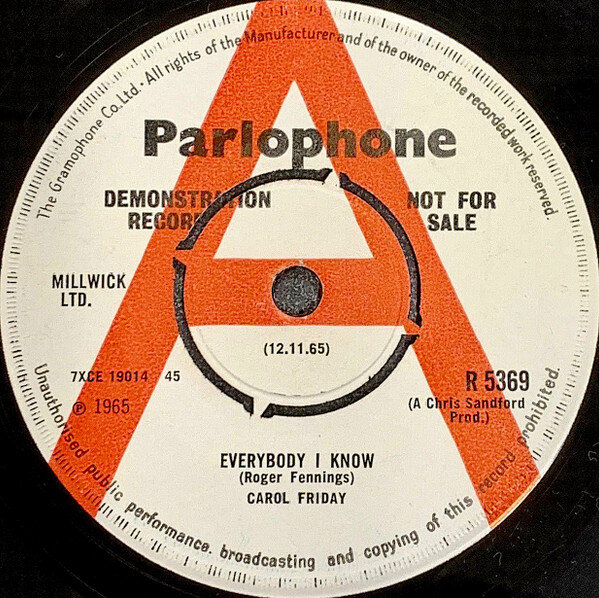 The Gramophone Co. Ltd · All rights of the Manufacturer and of the owner of the recorded work reserved.
Parlophone
DEMONSTRATION
RECORD
NOT FOR
SALE
MILLWICK
LTD.
(12.11.65)
7XCE 19014 45
℗ 1965
R 5369
(A Chris Sandford
Prod.)
EVERYBODY I KNOW
(Roger Fennings)
CAROL FRIDAY
Unauthorised public performance, broadcasting and copying of this record prohibited.